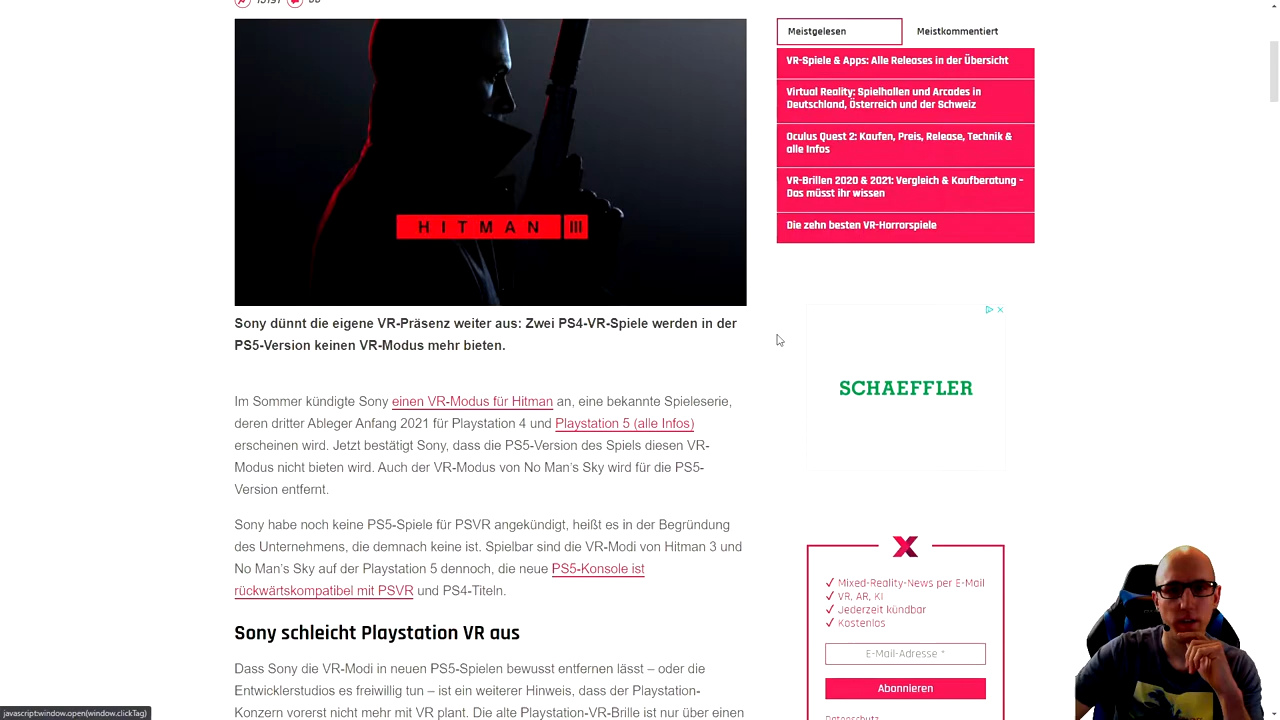 HITMAN III
Sony dünnt die eigene VR-Präsenz weiter aus: Zwei PS4-VR-Spiele werden in der
PS5-Version keinen VR-Modus mehr bieten.
Im Sommer kündigte Sony einen VR-Modus für Hitman an, eine bekannte Spieleserie,
deren dritter Ableger Anfang 2021 für Playstation 4 und Playstation 5 (alle Infos)
erscheinen wird. Jetzt bestätigt Sony, dass die PS5-Version des Spiels diesen VR-
Modus nicht bieten wird. Auch der VR-Modus von No Man's Sky wird für die PS5-
Version entfernt.
Sony habe noch keine PS5-Spiele für PSVR angekündigt, heißt es in der Begründung
des Unternehmens, die demnach keine ist. Spielbar sind die VR-Modi von Hitman 3 und
No Man's Sky auf der Playstation 5 dennoch, die neue PS5-Konsole ist
rückwärtskompatibel mit PSVR und PS4-Titeln.
Sony schleicht Playstation VR aus
Dass Sony die VR-Modi in neuen PS5-Spielen bewusst entfernen lässt – oder die
Entwicklerstudios es freiwillig tun – ist ein weiterer Hinweis, dass der Playstation-
Konzern vorerst nicht mehr mit VR plant. Die alte Playstation-VR-Brille ist nur über einen
Meistgelesen
Meistkommentiert
VR-Spiele & Apps: Alle Releases in der Übersicht
Virtual Reality: Spielhallen und Arcades in
Deutschland, Österreich und der Schweiz
Oculus Quest 2: Kaufen, Preis, Release, Technik &
alle Infos
VR-Brillen 2020 & 2021: Vergleich & Kaufberatung –
Das müsst ihr wissen
Die zehn besten VR-Horrorspiele
SCHAEFFLER
✓ Mixed-Reality-News per E-Mail
✓ VR, AR, KI
✓ Jederzeit kündbar
✓ Kostenlos
E-Mail-Adresse *
Abonnieren
Datenschutz
javascript:window.open(window.clickTag)